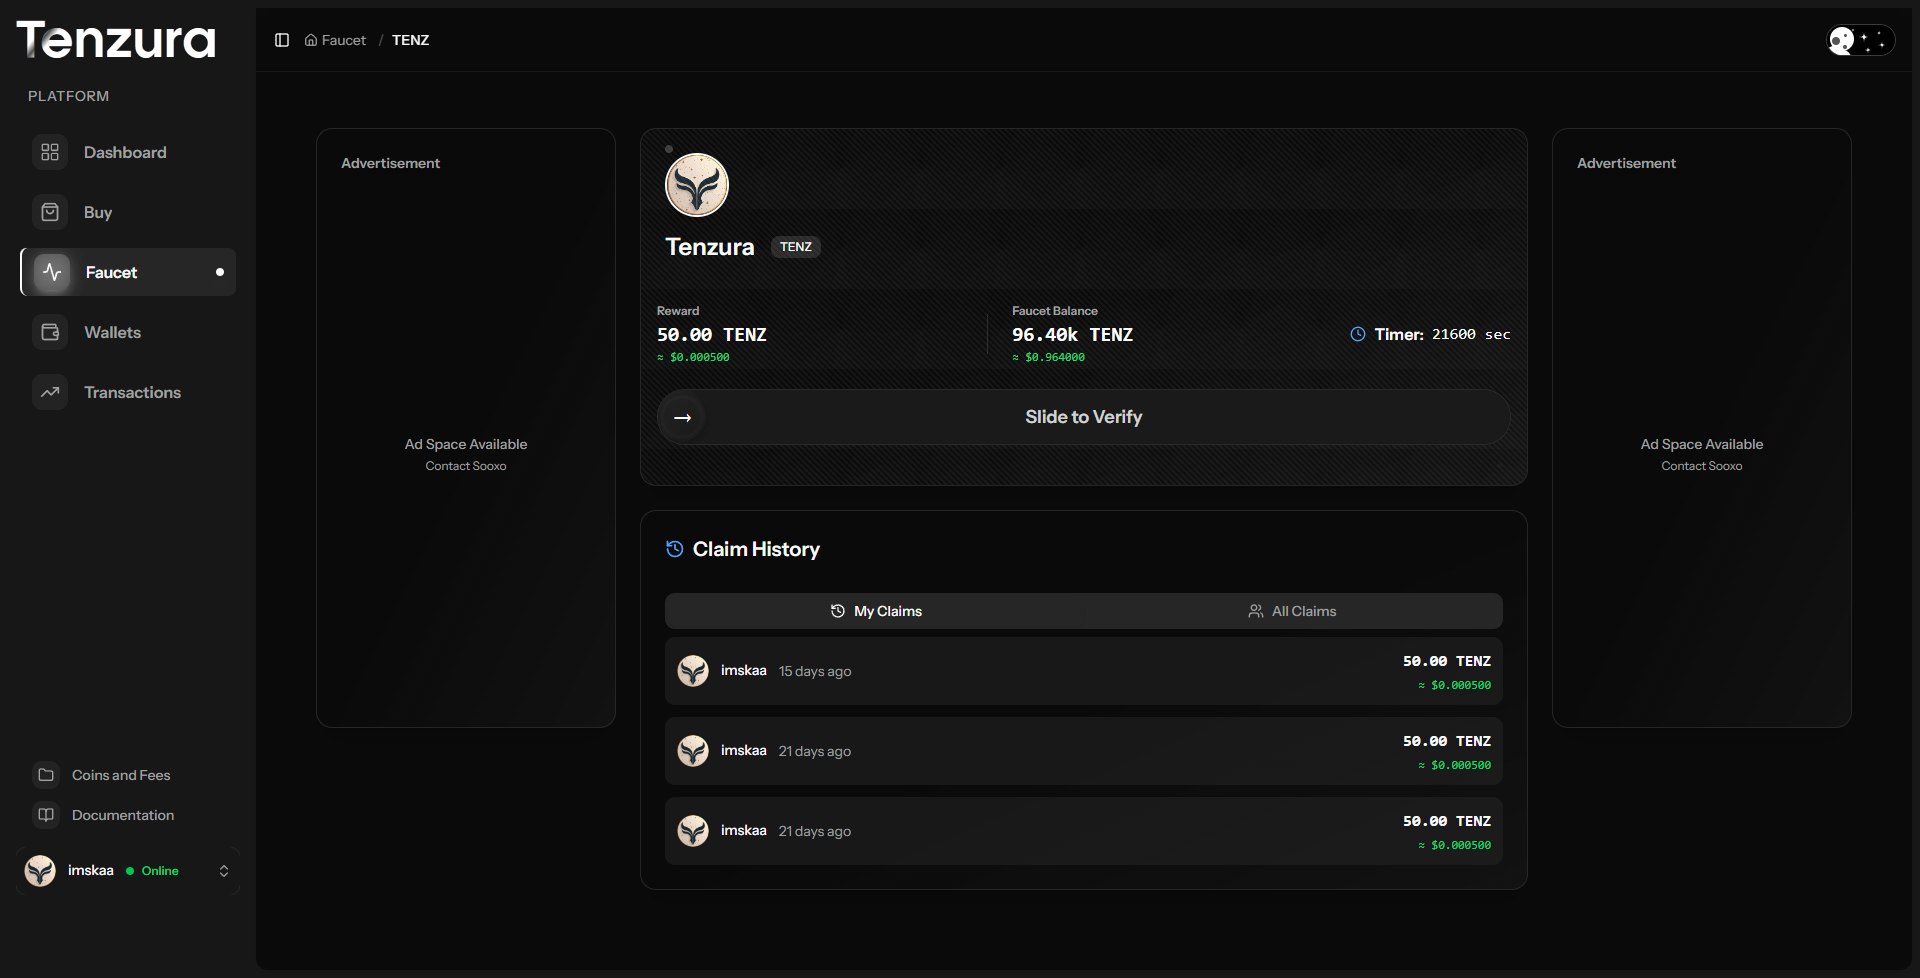 Tenzura
PLATFORM
Dashboard
Buy
Faucet
Wallets
Transactions
Coins and Fees
Documentation
imskaa Online
Faucet / TENZ
Advertisement
Ad Space Available
Contact Sooxo
Tenzura TENZ
Reward
50.00 TENZ
≈ $0.000500
Faucet Balance
96.40k TENZ
≈ $0.964000
Timer: 21600 sec
→ Slide to Verify
Claim History
My Claims
All Claims
imskaa 15 days ago
50.00 TENZ
≈ $0.000500
imskaa 21 days ago
50.00 TENZ
≈ $0.000500
imskaa 21 days ago
50.00 TENZ
≈ $0.000500
Advertisement
Ad Space Available
Contact Sooxo